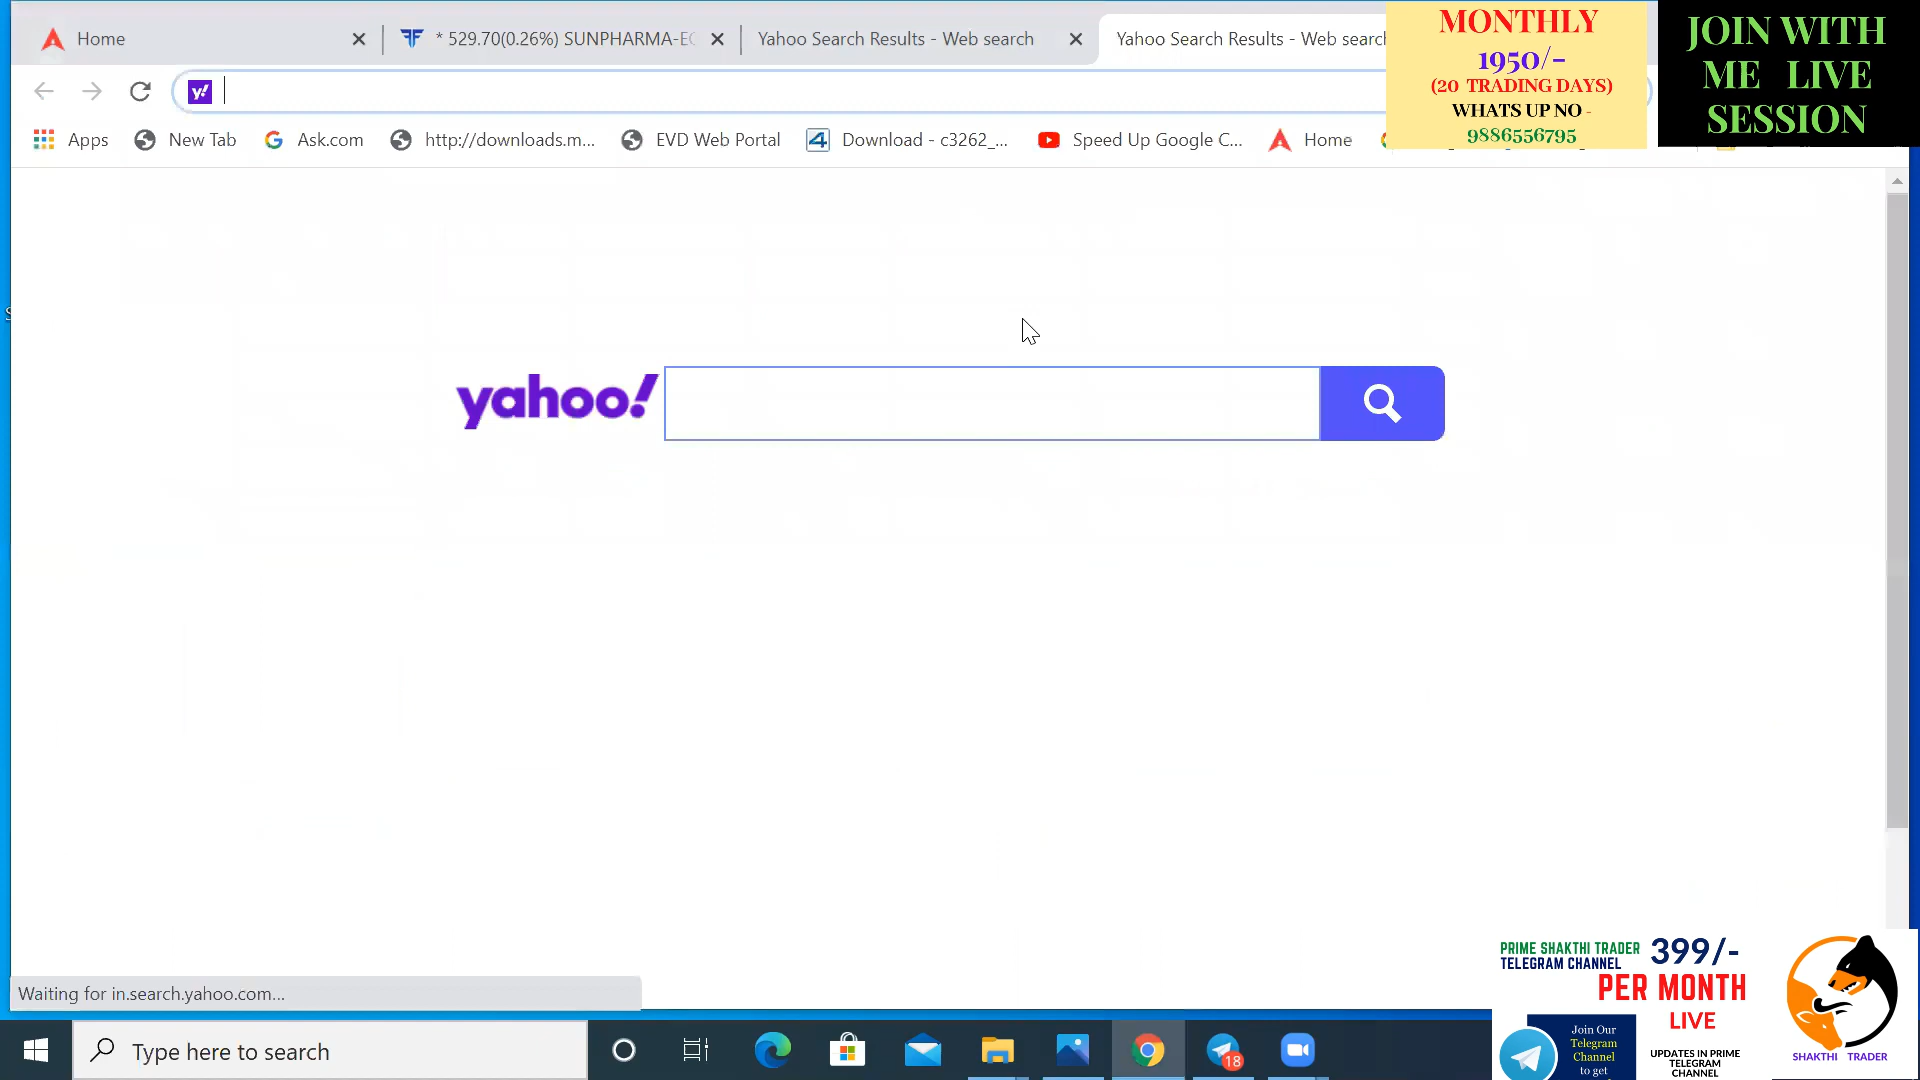 Home
* 529.70(0.26%) SUNPHARMA-EQ
Yahoo Search Results - Web search
Yahoo Search Results - Web search
MONTHLY
1950/-
(20 TRADING DAYS)
WHATS UP NO -
9886556795
JOIN WITH
ME LIVE
SESSION
y!
Apps
New Tab
Ask.com
http://downloads.m...
EVD Web Portal
Download - c3262_...
Speed Up Google C...
Home
yahoo!
Waiting for in.search.yahoo.com...
PRIME SHAKTHI TRADER
TELEGRAM CHANNEL
399/-
PER MONTH
LIVE
UPDATES IN PRIME
TELEGRAM
CHANNEL
Join Our
Telegram
Channel
to get
SHAKTHI TRADER
Type here to search
18